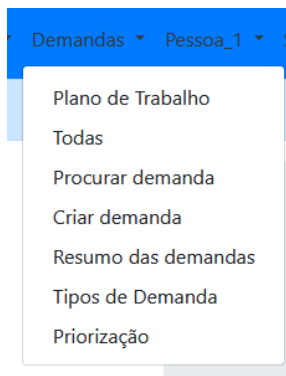 Demandas Pessoa_1
Plano de Trabalho
Todas
Procurar demanda
Criar demanda
Resumo das demandas
Tipos de Demanda
Priorização